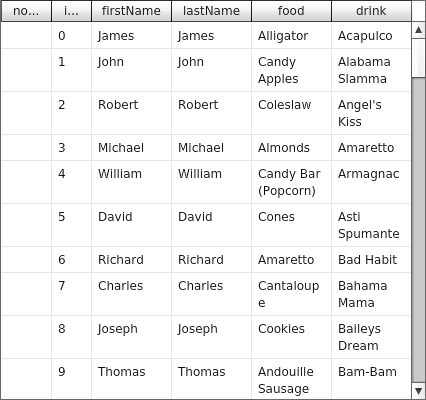 no... i... firstName lastName food drink
0 James James Alligator Acapulco
1 John John Candy Alabama
Apples Slamma
2 Robert Robert Coleslaw Angel's
Kiss
3 Michael Michael Almonds Amaretto
4 William William Candy Bar Armagnac
(Popcorn)
5 David David Cones Asti
Spumante
6 Richard Richard Amaretto Bad Habit
7 Charles Charles Cantaloup Bahama
e Mama
8 Joseph Joseph Cookies Baileys
Dream
9 Thomas Thomas Andouille Bam-Bam
Sausage